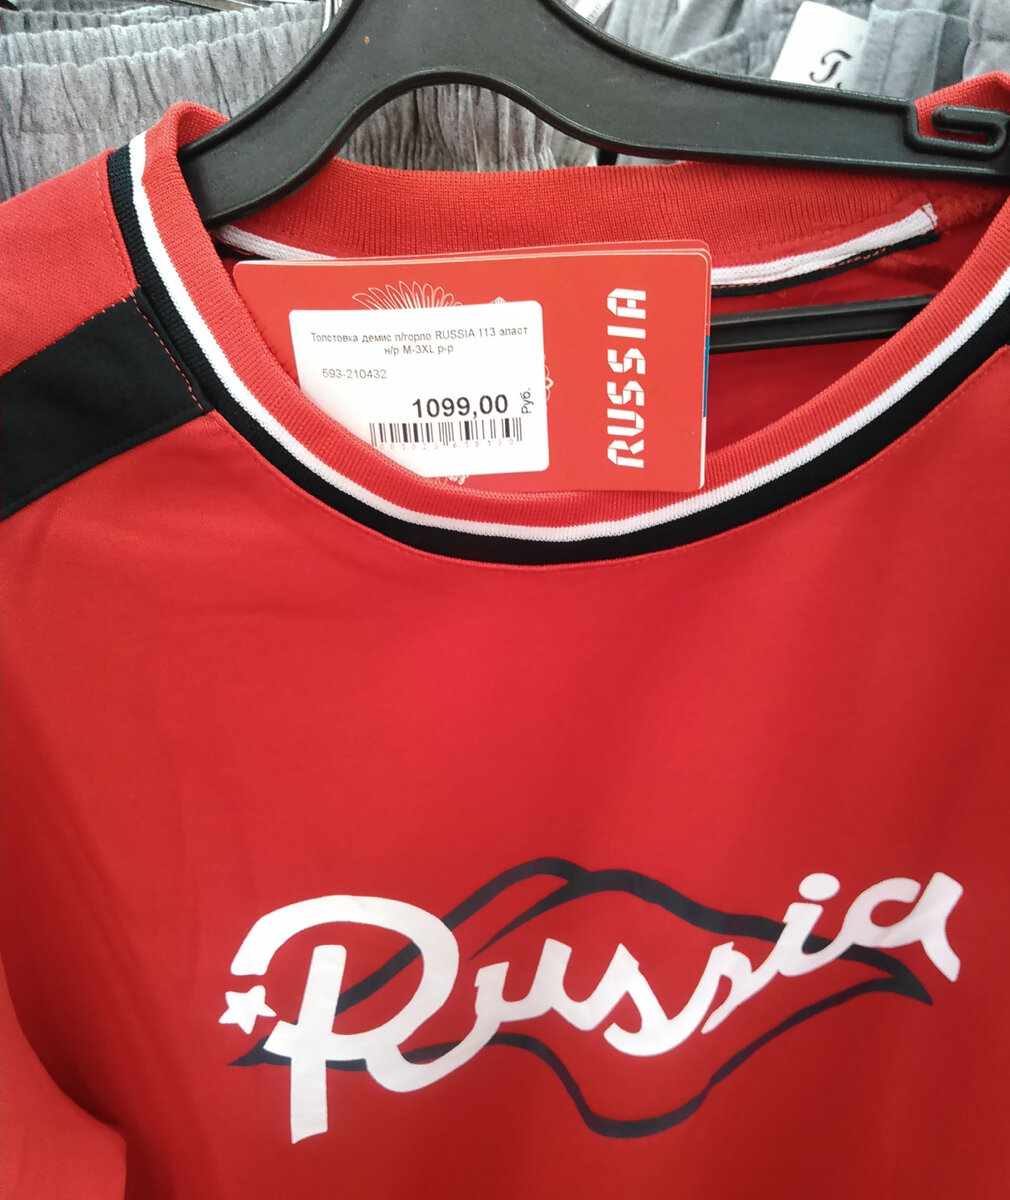 Толстовка демис п/горло RUSSIA 113 эласт
н/р M-3XL р-р
593-210432
1099,00
Руб.
RUSSIA
Russia